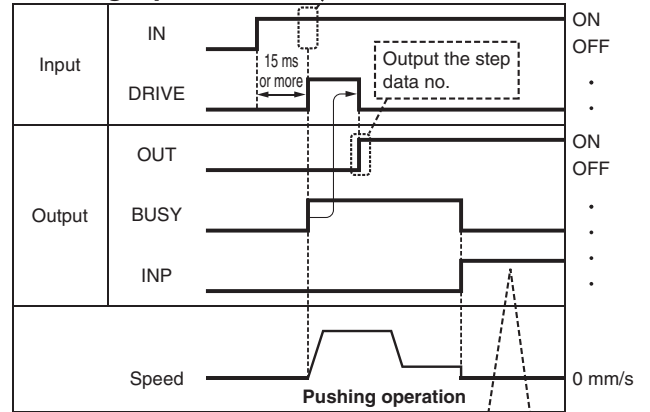 IN
ON
OFF
Input
15 ms
or more
Output the step
data no.
DRIVE
OUT
ON
OFF
Output
BUSY
INP
Speed
0 mm/s
Pushing operation